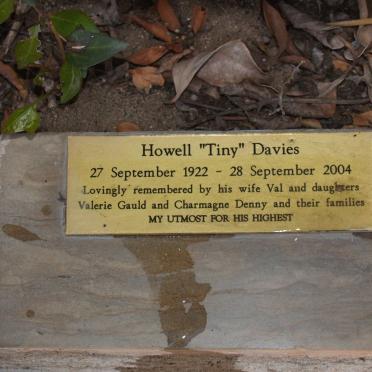 Howell "Tiny" Davies
27 September 1922 - 28 September 2004
Lovingly remembered by his wife Val and daughters
Valerie Gauld and Charmagne Denny and their families
MY UTMOST FOR HIS HIGHEST